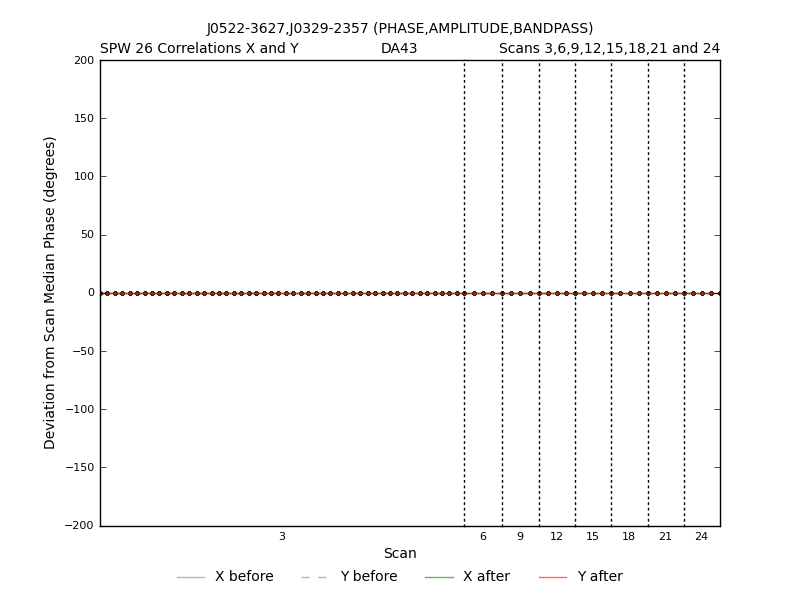 J0522-3627,J0329-2357 (PHASE,AMPLITUDE,BANDPASS)
SPW 26 Correlations X and Y DA43 Scans 3,6,9,12,15,18,21 and 24
200
150
100
50
0
−50
−100
−150
−200
Deviation from Scan Median Phase (degrees)
3 6 9 12 15 18 21 24
Scan
X before Y before X after Y after